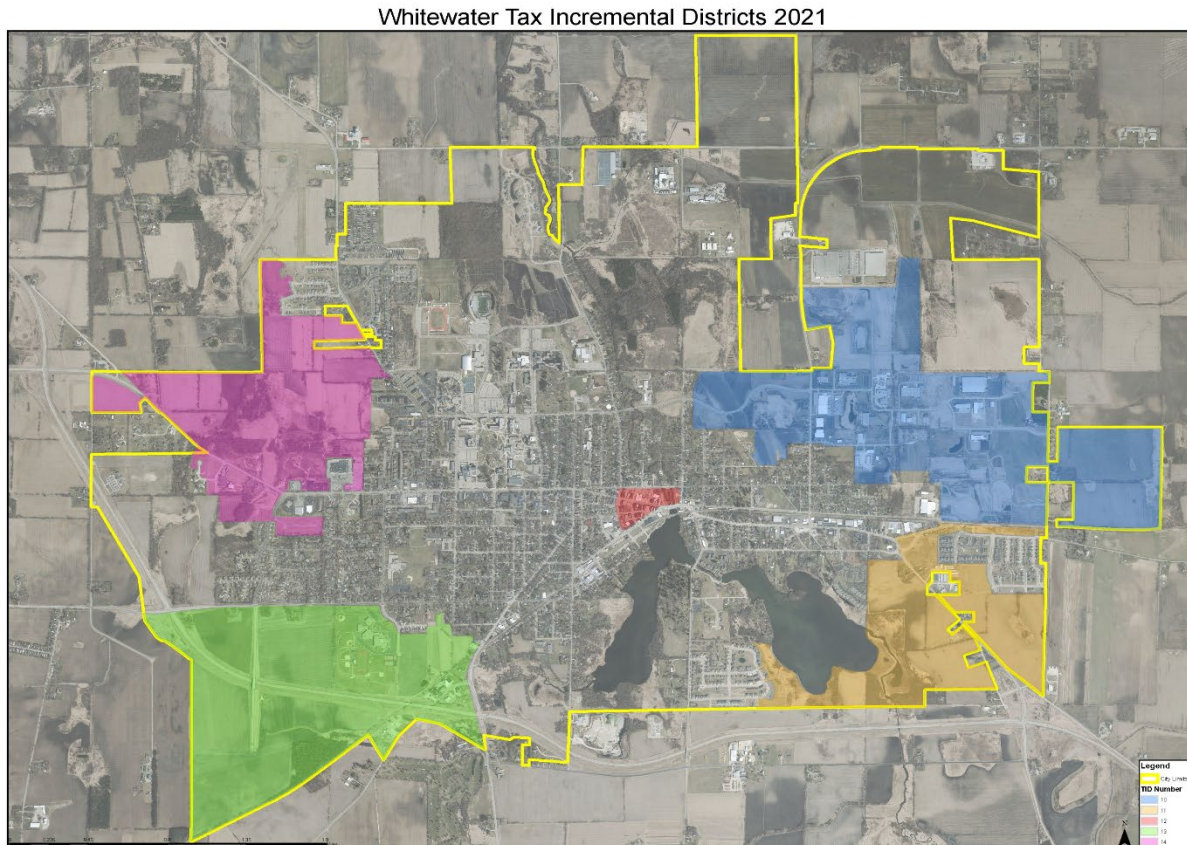 Whitewater Tax Incremental Districts 2021
Legend
City Limits
TID Number
10
11
12
13
14
N